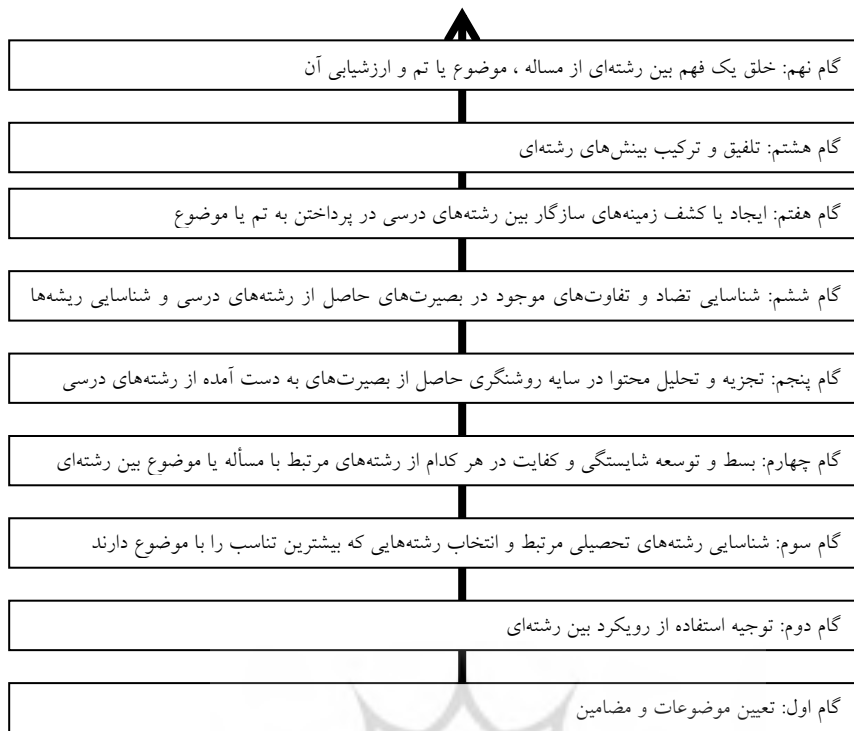 گام نهم: خلق یک فهم بین رشته‌ای از مساله ، موضوع یا تم و ارزشیابی آن
گام هشتم: تلفیق و ترکیب بینش‌های رشته‌ای
گام هفتم: ایجاد یا کشف زمینه‌های سازگار بین رشته‌های درسی در پرداختن به تم یا موضوع
گام ششم: شناسایی تضاد و تفاوت‌های موجود در بصیرت‌های حاصل از رشته‌های درسی و شناسایی ریشه‌ها
گام پنجم: تجزیه و تحلیل محتوا در سایه روشنگری حاصل از بصیرت‌های به دست آمده از رشته‌های درسی
گام چهارم: بسط و توسعه شایستگی و کفایت در هر کدام از رشته‌های مرتبط با مسأله یا موضوع بین رشته‌ای
گام سوم: شناسایی رشته‌های تحصیلی مرتبط و انتخاب رشته‌هایی که بیشترین تناسب را با موضوع دارند
گام دوم: توجیه استفاده از رویکرد بین رشته‌ای
گام اول: تعیین موضوعات و مضامین